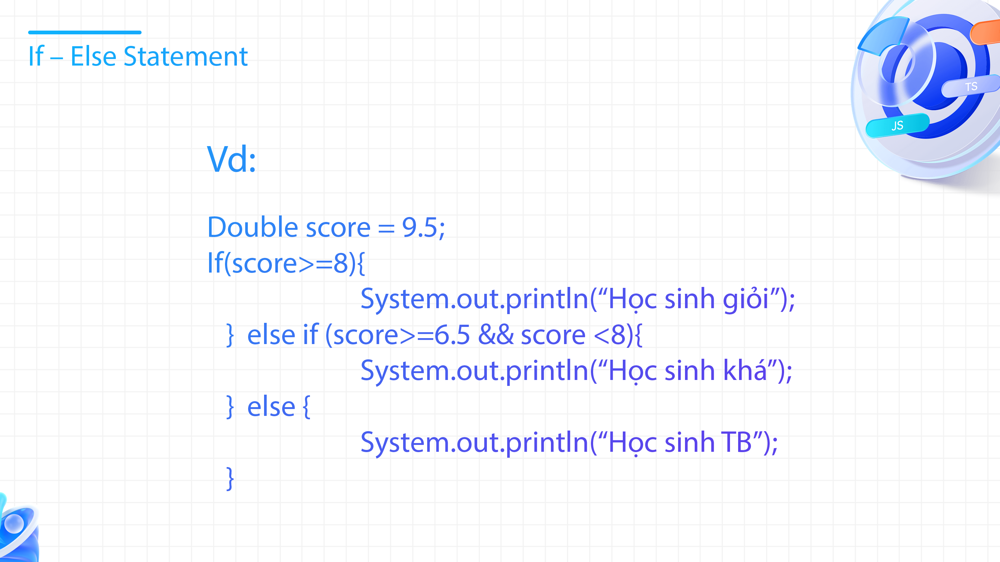 If – Else Statement
TS
JS
Vd:
Double score = 9.5;
If(score>=8){
System.out.println(“Học sinh giỏi”);
} else if (score>=6.5 && score <8){
System.out.println(“Học sinh khá”);
} else {
System.out.println(“Học sinh TB”);
}